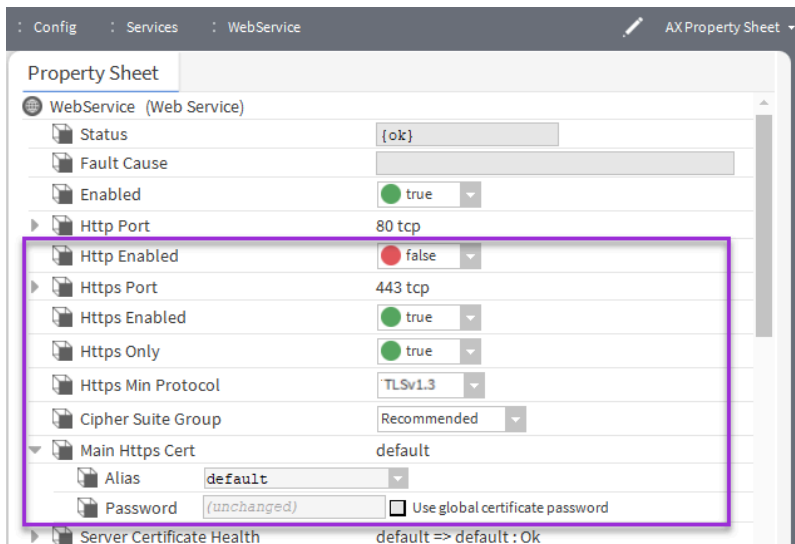 : Config : Services : WebService AX Property Sheet
Property Sheet
WebService (Web Service)
Status {ok}
Fault Cause
Enabled true
Http Port 80 tcp
Http Enabled false
Https Port 443 tcp
Https Enabled true
Https Only true
Https Min Protocol TLSv1.3
Cipher Suite Group Recommended
Main Https Cert default
Alias default
Password (unchanged) Use global certificate password
Server Certificate Health default => default : Ok